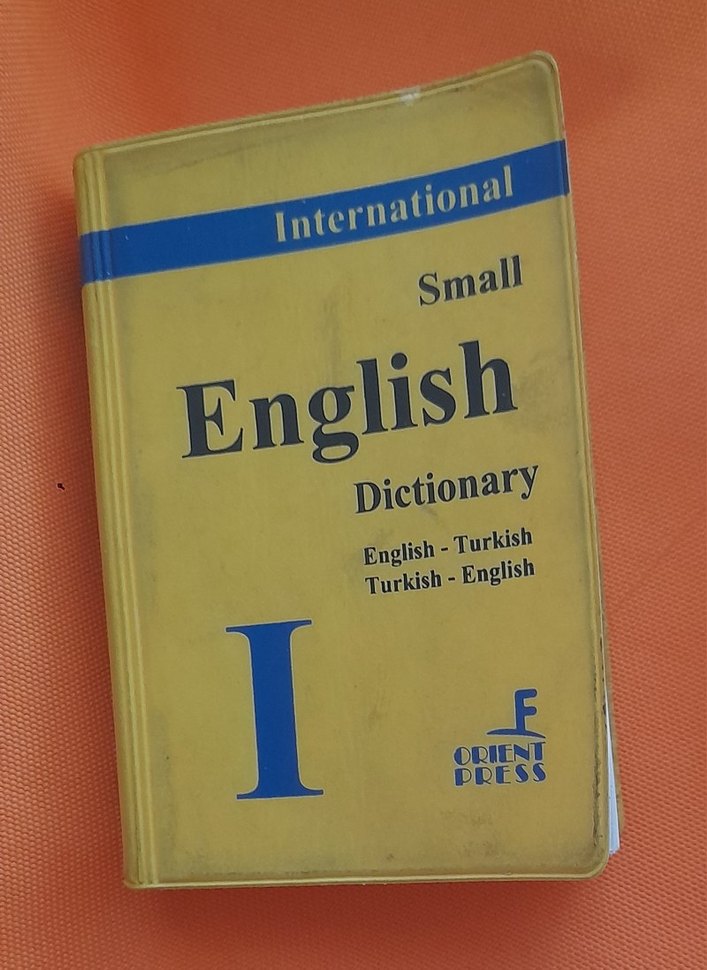 International
Small
English
Dictionary
English - Turkish
Turkish - English
I
F
ORIENT
PRESS